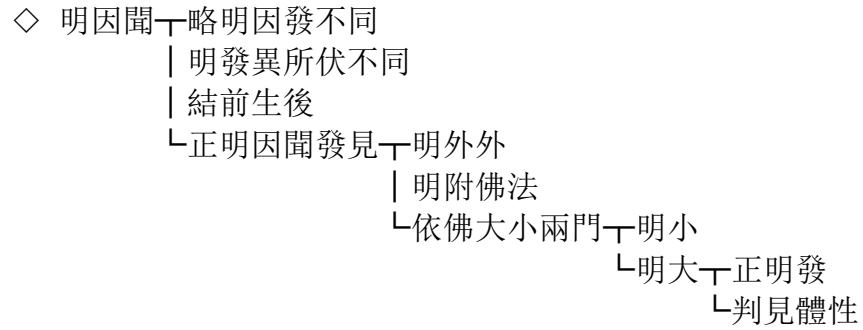 ◇ 明因聞┬略明因發不同
│明發異所伏不同
│結前生後
└正明因聞發見┬明外外
│明附佛法
└依佛大小兩門┬明小
└明大┬正明發
└判見體性